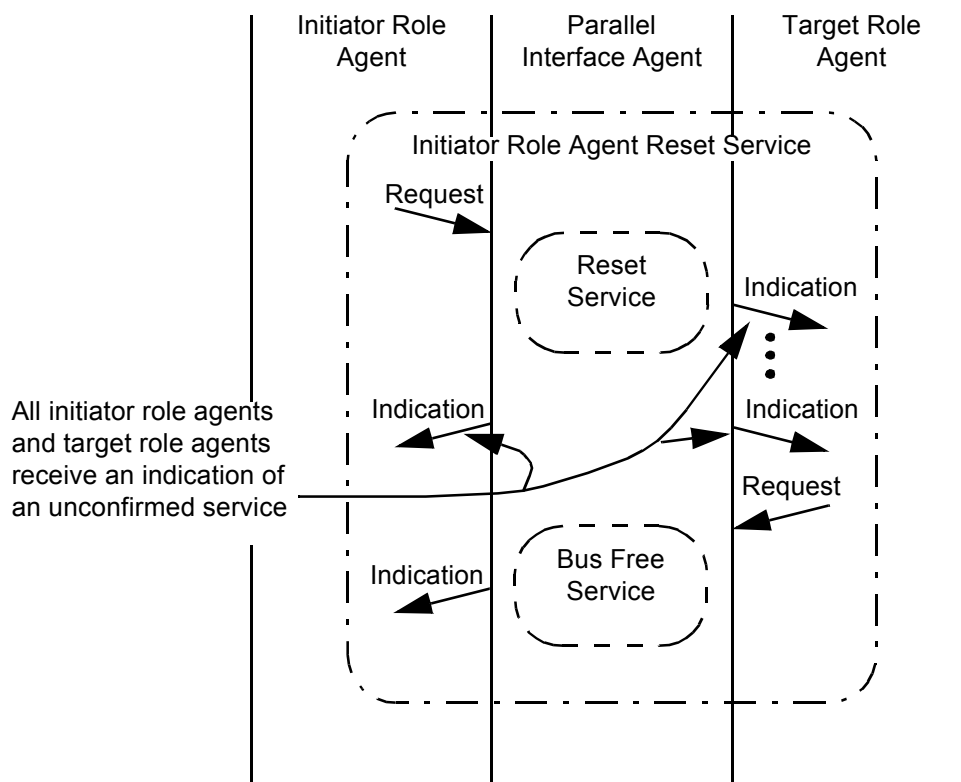 Initiator Role
Agent
Parallel
Interface Agent
Target Role
Agent
Initiator Role Agent Reset Service
Request
Reset
Service
Indication
All initiator role agents
and target role agents
receive an indication of
an unconfirmed service
Indication
Indication
Request
Bus Free
Service
Indication